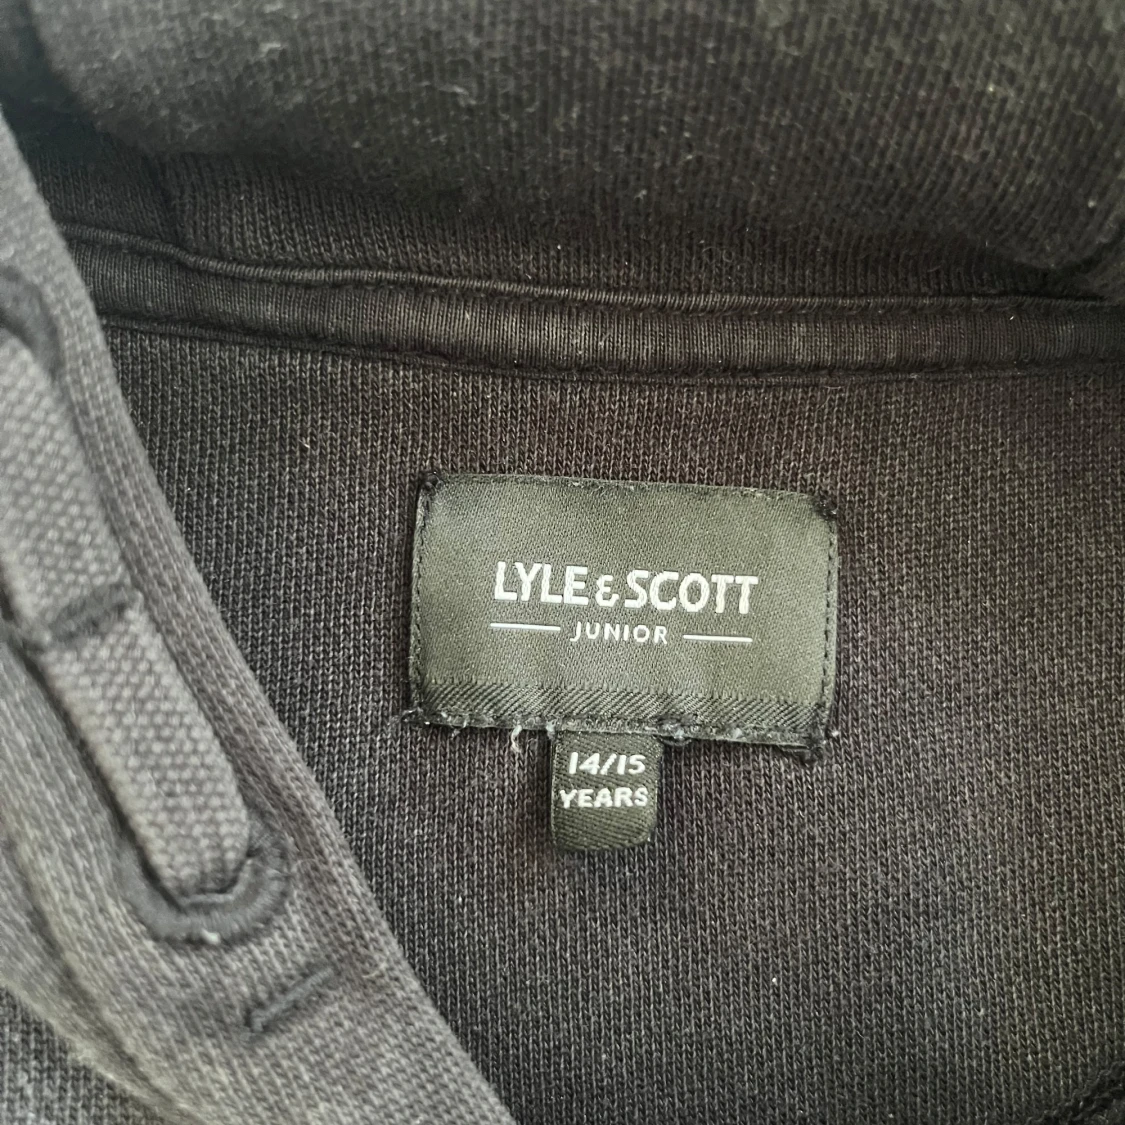 LYLE & SCOTT
JUNIOR
14/15
YEARS